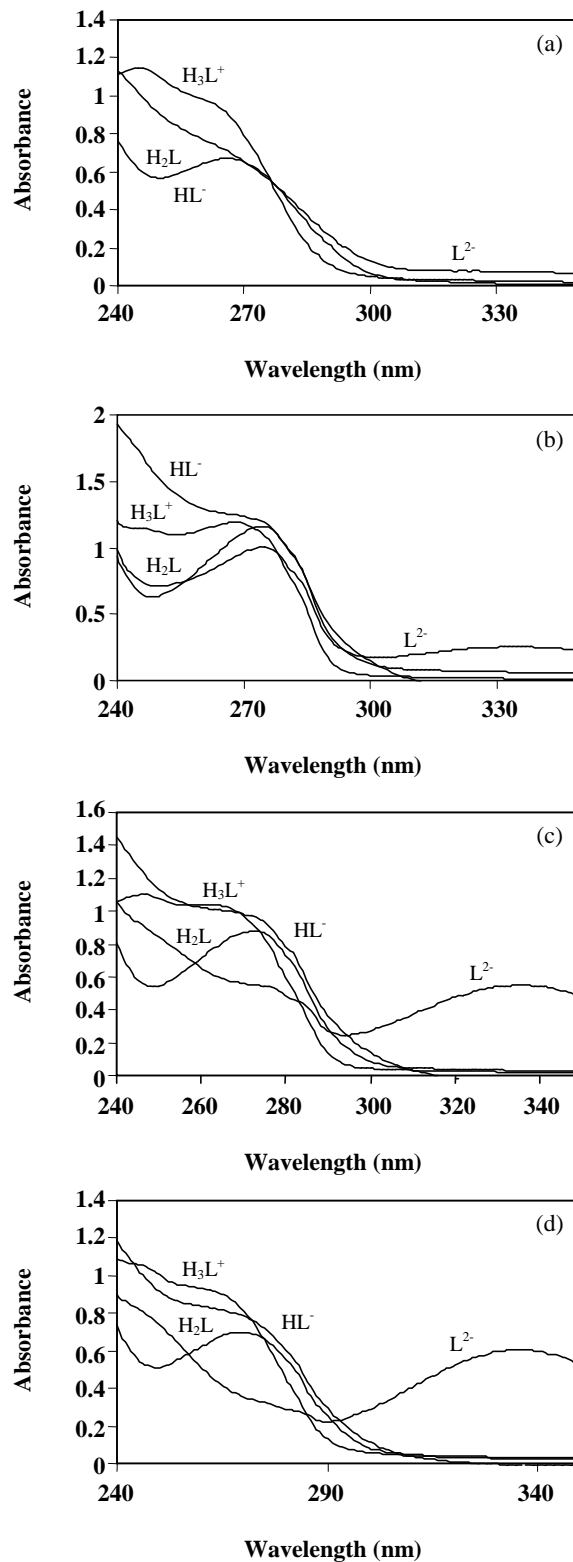 (a)
1.4
1.2
1
0.8
0.6
0.4
0.2
0
Absorbance
H₃L⁺
H₂L
HL⁻
L²⁻
240 270 300 330
Wavelength (nm)
(b)
2
1.5
1
0.5
0
Absorbance
HL⁻
H₃L⁺
H₂L
L²⁻
240 270 300 330
Wavelength (nm)
(c)
1.6
1.4
1.2
1.0
0.8
0.6
0.4
0.2
0
Absorbance
H₃L⁺
H₂L
HL⁻
L²⁻
240 260 280 300 320 340
Wavelength (nm)
(d)
1.4
1.2
1
0.8
0.6
0.4
0.2
0
Absorbance
H₃L⁺
H₂L
HL⁻
L²⁻
240 290 340
Wavelength (nm)